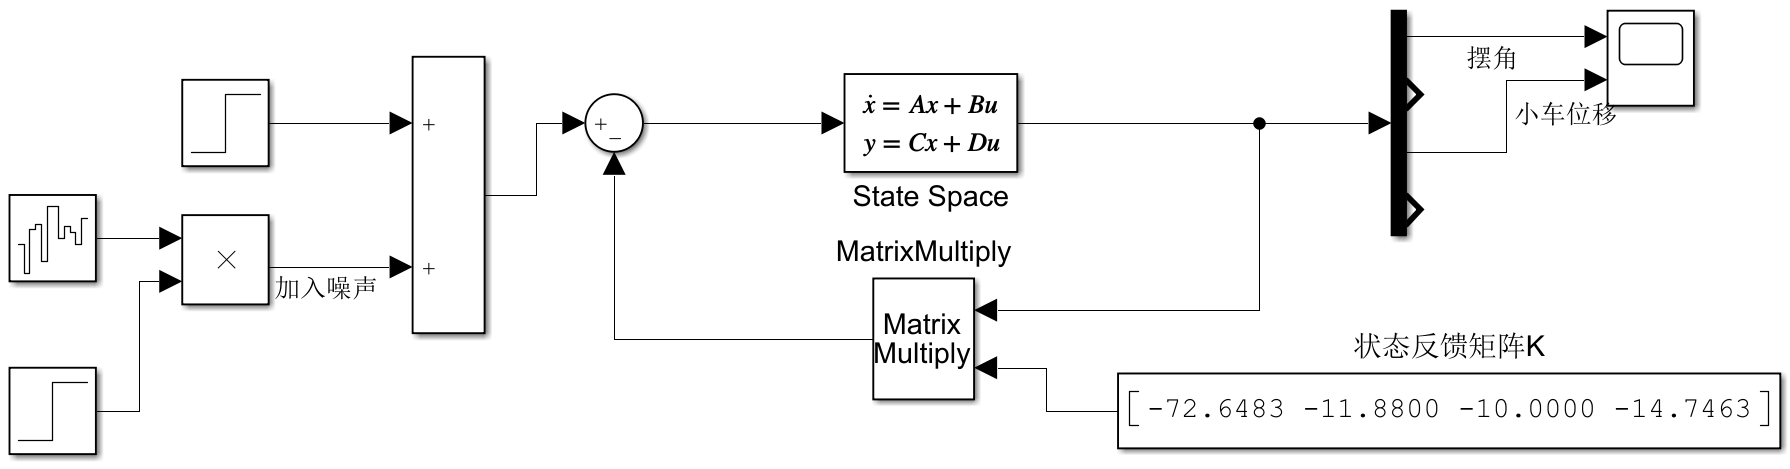 摆角
小车位移
+
+
+
−
ẋ = Ax + Bu
y = Cx + Du
State Space
×
加入噪声
MatrixMultiply
Matrix
Multiply
状态反馈矩阵K
[-72.6483 -11.8800 -10.0000 -14.7463]